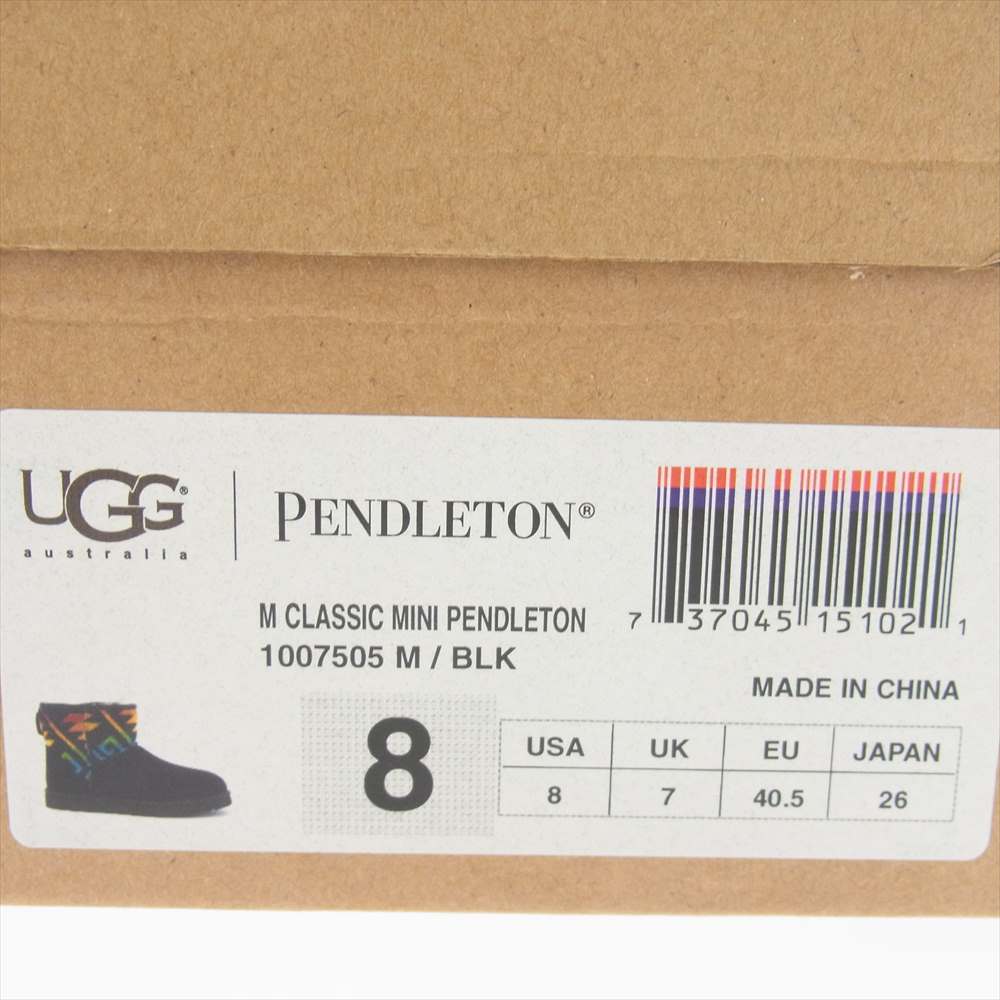 UGG®
australia
PENDLETON®
M CLASSIC MINI PENDLETON
1007505 M / BLK
7 37045 15102 1
MADE IN CHINA
8
USA UK EU JAPAN
8 7 40.5 26